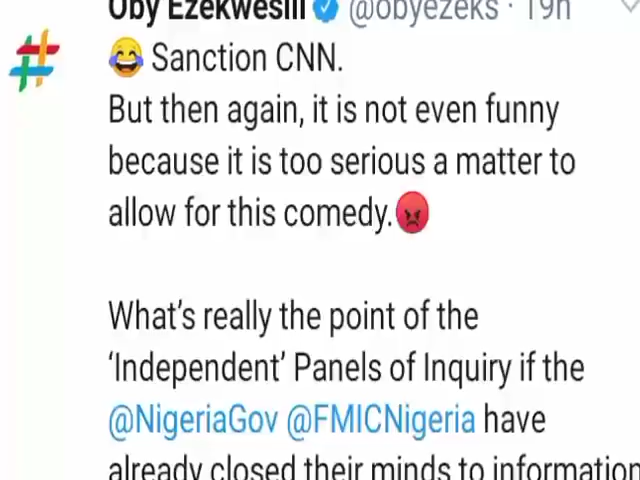 Oby Ezekwesili @obyezeks · 19h
😂 Sanction CNN.
But then again, it is not even funny
because it is too serious a matter to
allow for this comedy.😡
What's really the point of the
'Independent' Panels of Inquiry if the
@NigeriaGov @FMICNigeria have
already closed their minds to information